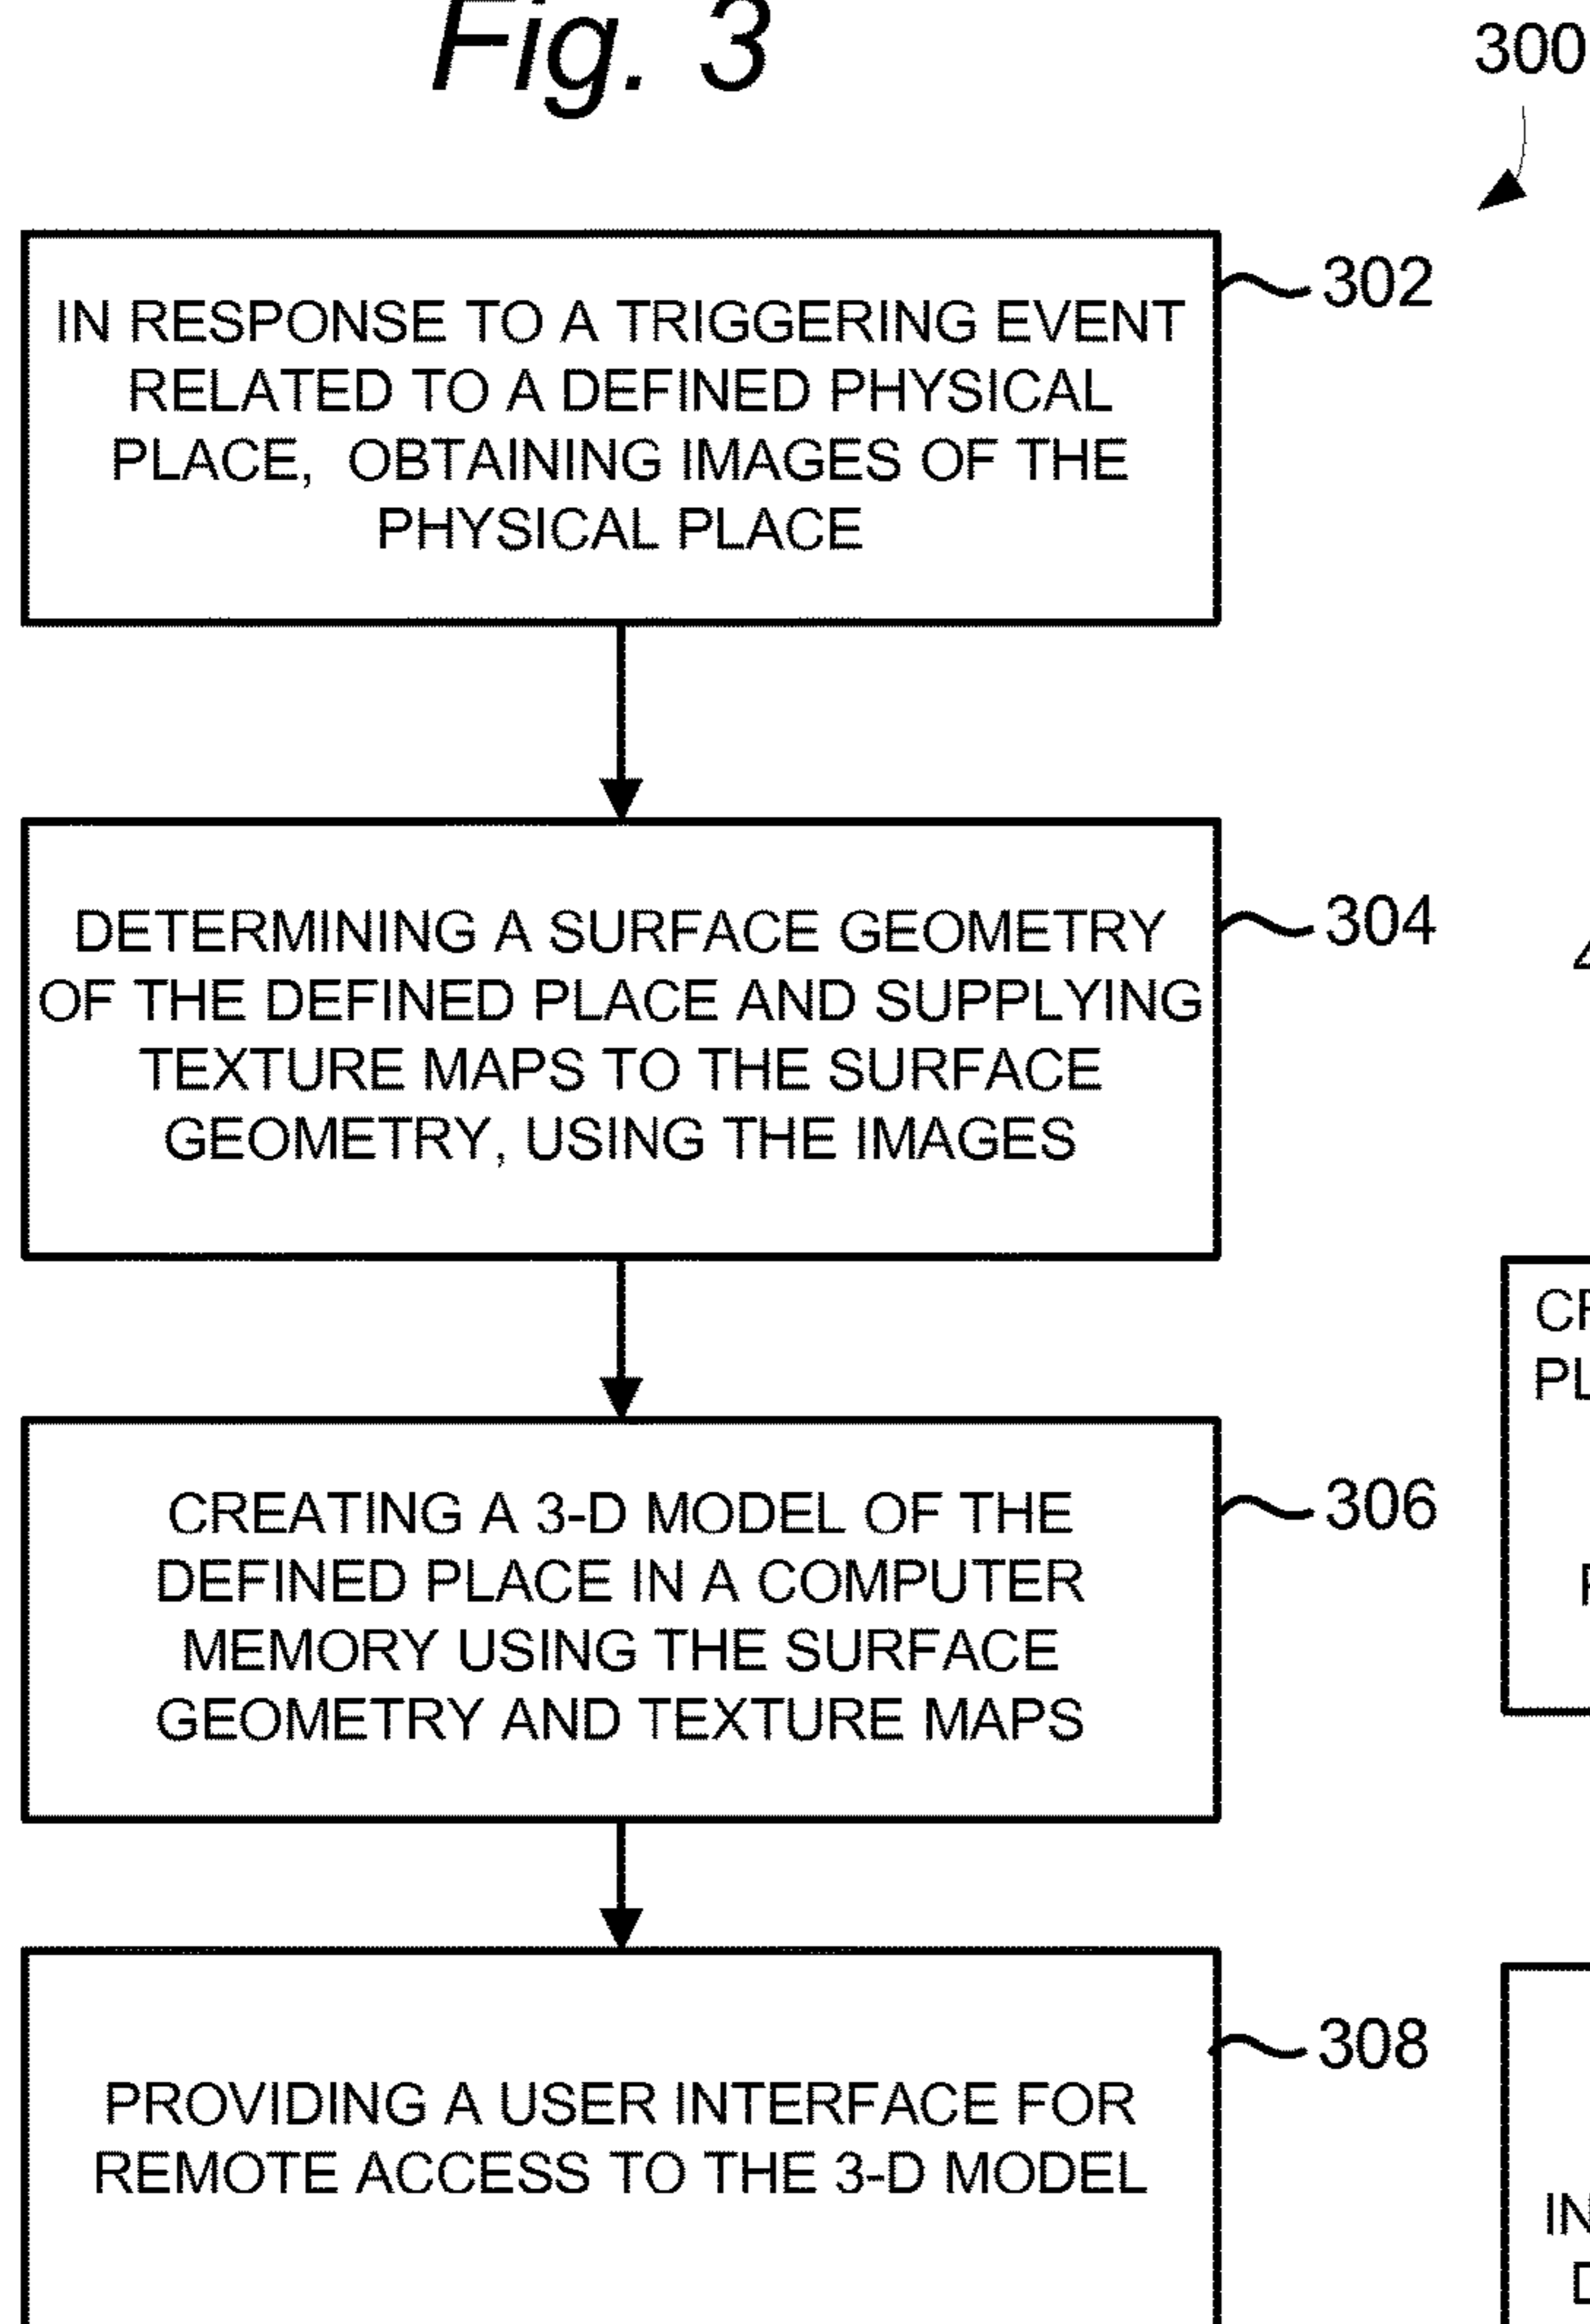 Fig. 3
300
IN RESPONSE TO A TRIGGERING EVENT
RELATED TO A DEFINED PHYSICAL
PLACE, OBTAINING IMAGES OF THE
PHYSICAL PLACE
302
DETERMINING A SURFACE GEOMETRY
OF THE DEFINED PLACE AND SUPPLYING
TEXTURE MAPS TO THE SURFACE
GEOMETRY, USING THE IMAGES
304
CREATING A 3-D MODEL OF THE
DEFINED PLACE IN A COMPUTER
MEMORY USING THE SURFACE
GEOMETRY AND TEXTURE MAPS
306
PROVIDING A USER INTERFACE FOR
REMOTE ACCESS TO THE 3-D MODEL
308